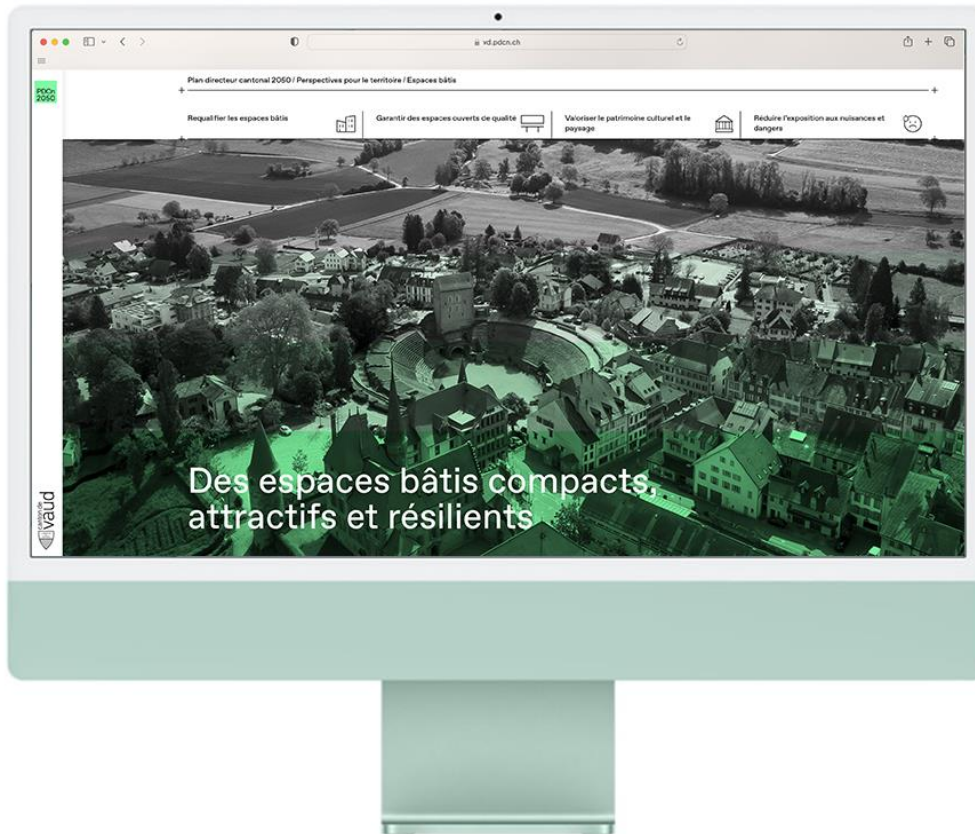 vd.pdcn.ch
PDCn
2050
Plan directeur cantonal 2050 / Perspectives pour le territoire / Espaces bâtis
Requalifier les espaces bâtis
Garantir des espaces ouverts de qualité
Valoriser le patrimoine culturel et le
paysage
Réduire l'exposition aux nuisances et
dangers
Des espaces bâtis compacts,
attractifs et résilients
canton de
vaud